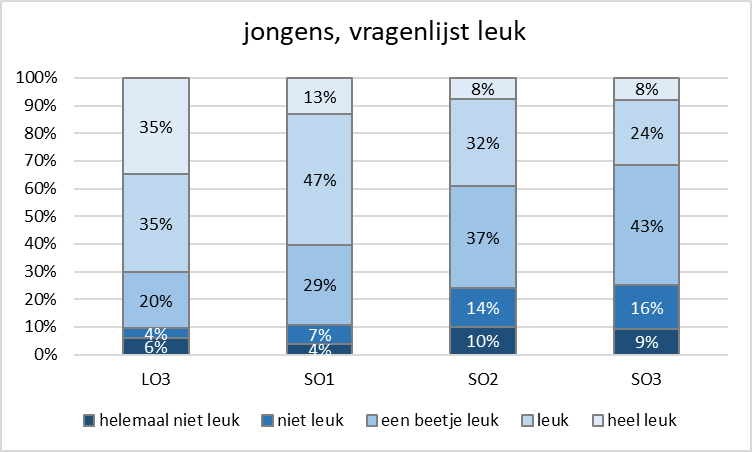 jongens, vragenlijst leuk
100%
90%
80%
70%
60%
50%
40%
30%
20%
10%
0%
35% 13% 8% 8%
35% 47% 32% 24%
20% 29% 37% 43%
4% 7% 14% 16%
6% 4% 10% 9%
LO3 SO1 SO2 SO3
helemaal niet leuk niet leuk een beetje leuk leuk heel leuk